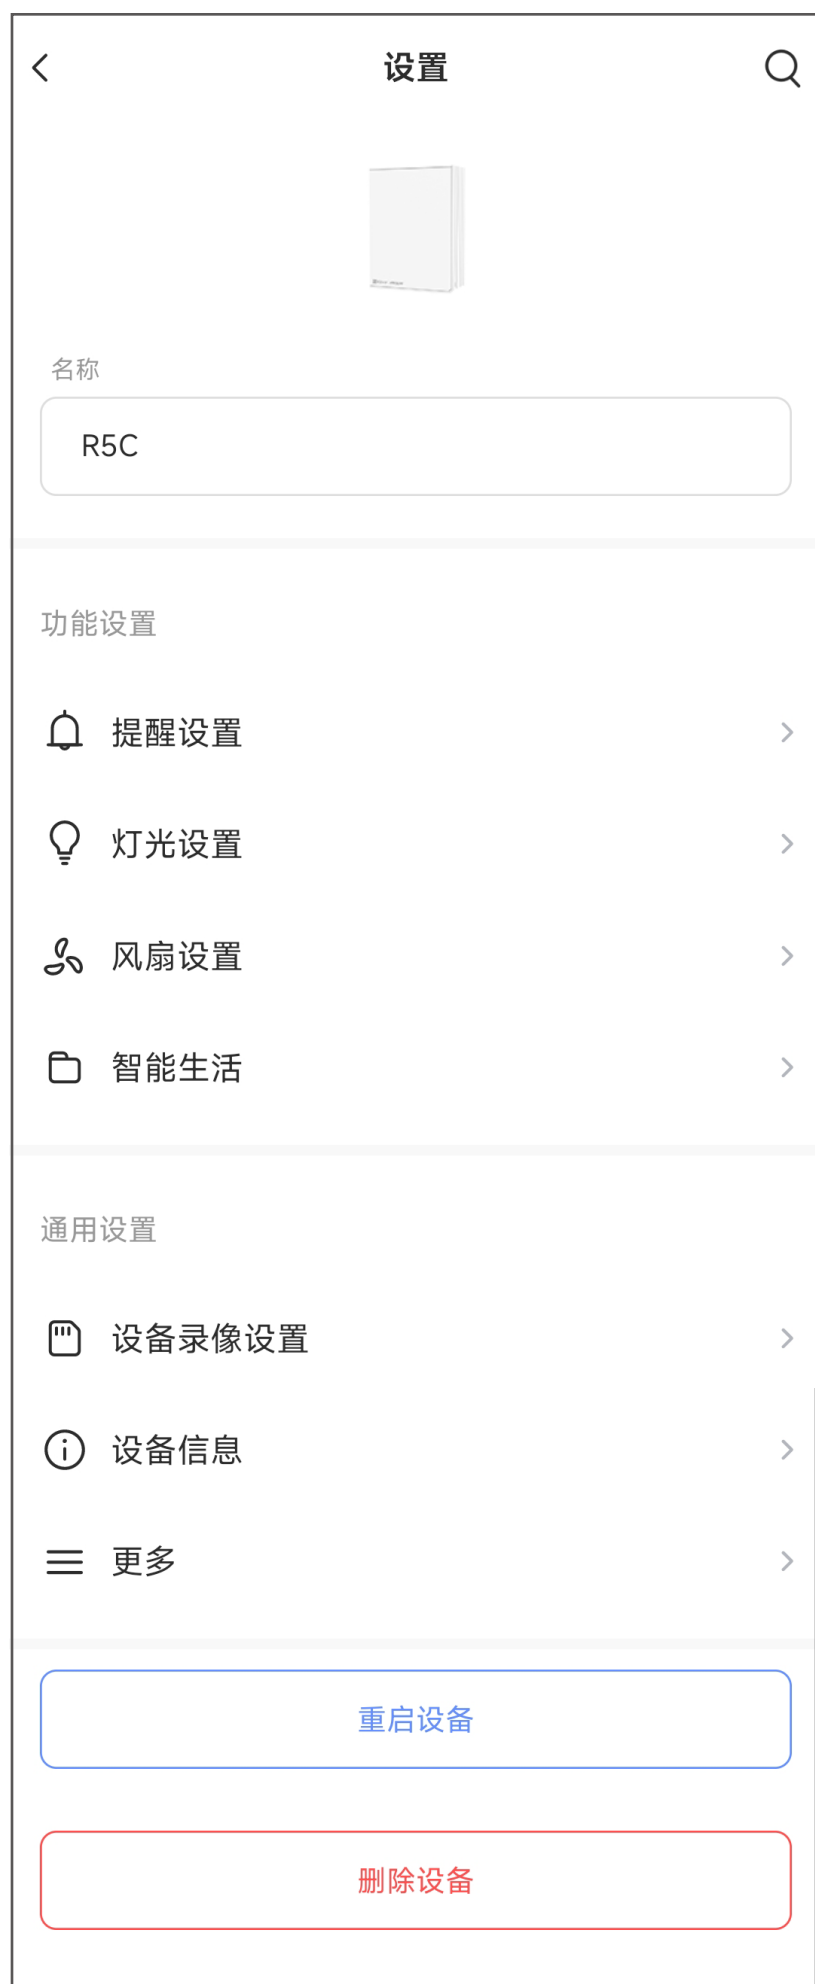 设置
名称
R5C
功能设置
提醒设置
灯光设置
风扇设置
智能生活
通用设置
设备录像设置
设备信息
更多
重启设备
删除设备